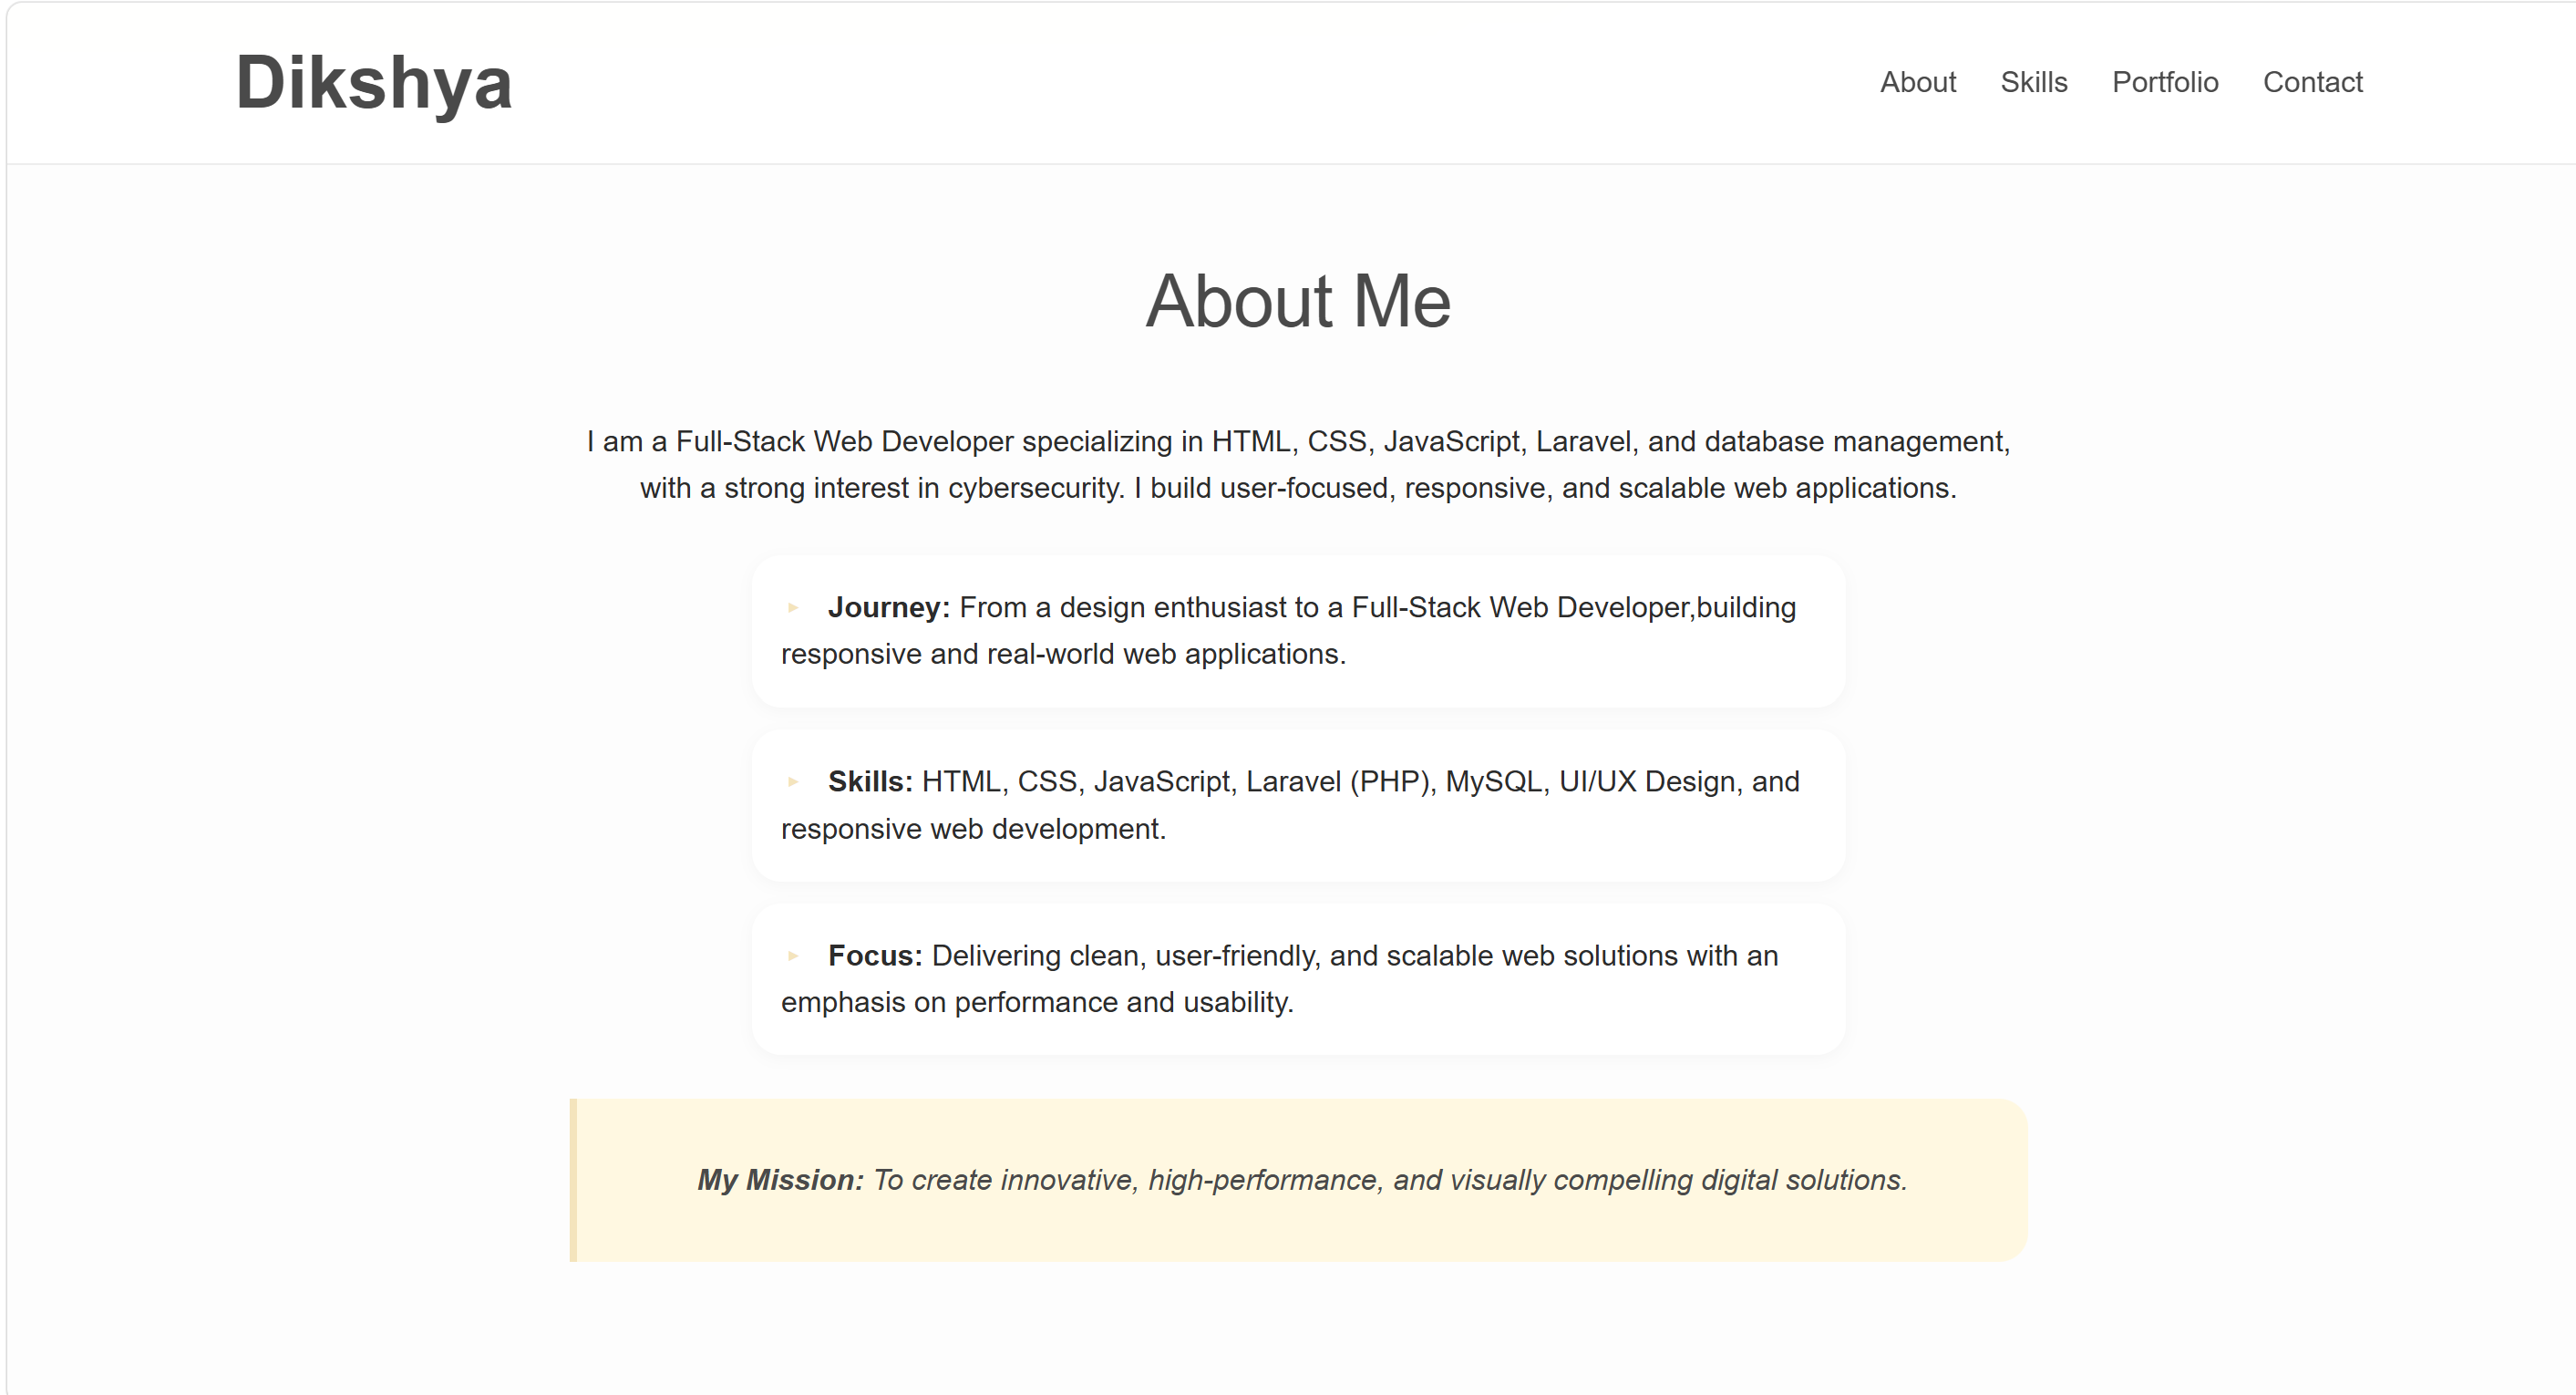 Dikshya
About Skills Portfolio Contact
About Me
I am a Full-Stack Web Developer specializing in HTML, CSS, JavaScript, Laravel, and database management,
with a strong interest in cybersecurity. I build user-focused, responsive, and scalable web applications.
▸ Journey: From a design enthusiast to a Full-Stack Web Developer,building
responsive and real-world web applications.
▸ Skills: HTML, CSS, JavaScript, Laravel (PHP), MySQL, UI/UX Design, and
responsive web development.
▸ Focus: Delivering clean, user-friendly, and scalable web solutions with an
emphasis on performance and usability.
My Mission: To create innovative, high-performance, and visually compelling digital solutions.